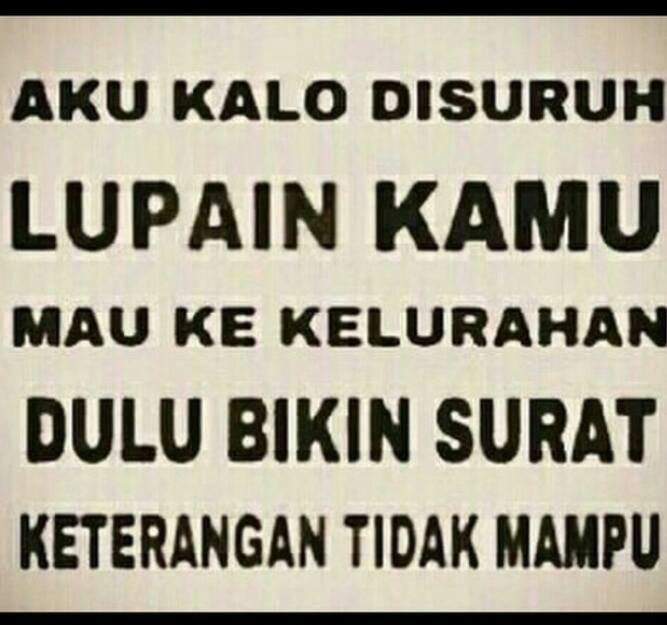 AKU KALO DISURUH
LUPAIN KAMU
MAU KE KELURAHAN
DULU BIKIN SURAT
KETERANGAN TIDAK MAMPU